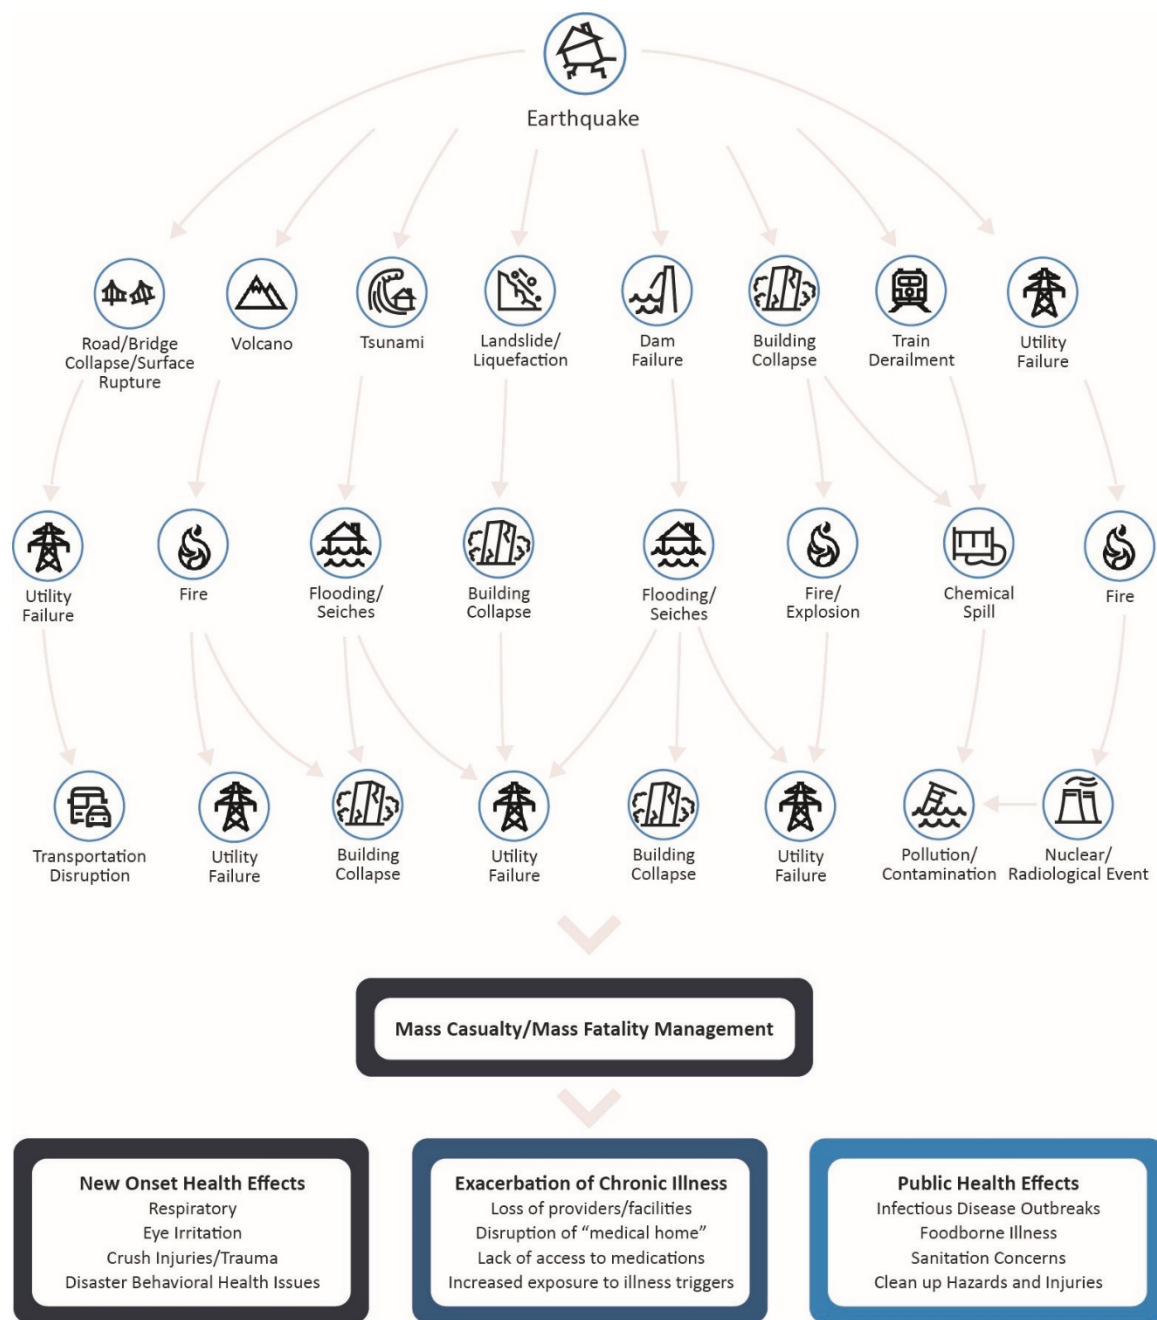 Earthquake
Road/Bridge
Collapse/Surface
Rupture
Volcano
Tsunami
Landslide/
Liquefaction
Dam
Failure
Building
Collapse
Train
Derailment
Utility
Failure
Utility
Failure
Fire
Flooding/
Seiches
Building
Collapse
Flooding/
Seiches
Fire/
Explosion
Chemical
Spill
Fire
Transportation
Disruption
Utility
Failure
Building
Collapse
Utility
Failure
Building
Collapse
Utility
Failure
Pollution/
Contamination
Nuclear/
Radiological Event
Mass Casualty/Mass Fatality Management
New Onset Health Effects
Respiratory
Eye Irritation
Crush Injuries/Trauma
Disaster Behavioral Health Issues
Exacerbation of Chronic Illness
Loss of providers/facilities
Disruption of “medical home”
Lack of access to medications
Increased exposure to illness triggers
Public Health Effects
Infectious Disease Outbreaks
Foodborne Illness
Sanitation Concerns
Clean up Hazards and Injuries